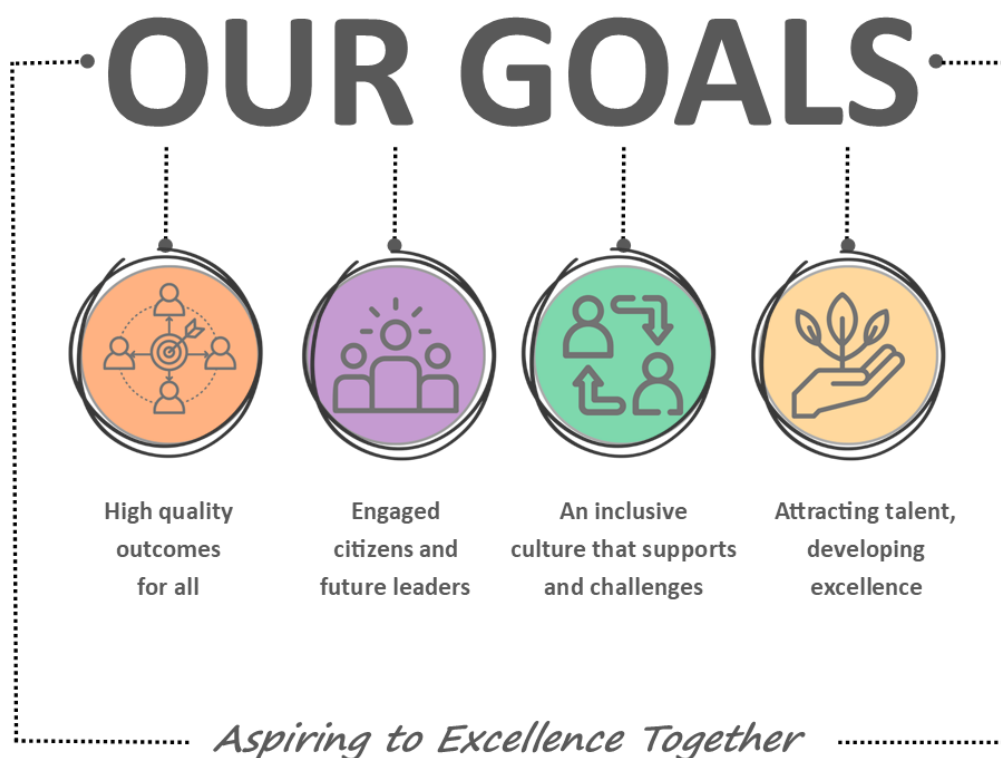 OUR GOALS
High quality
outcomes
for all
Engaged
citizens and
future leaders
An inclusive
culture that supports
and challenges
Attracting talent,
developing
excellence
Aspiring to Excellence Together